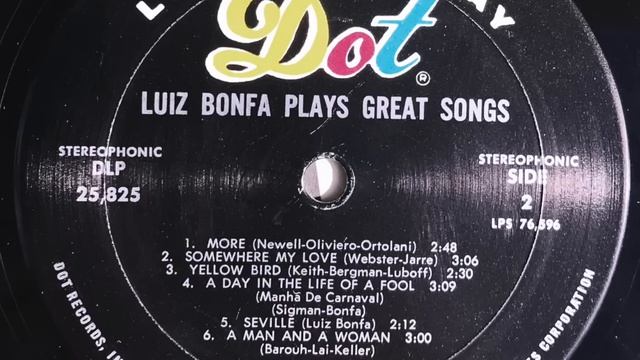 Dot®
LUIZ BONFA PLAYS GREAT SONGS
STEREOPHONIC
DLP
25,825
STEREOPHONIC
SIDE
2
LPS 76,596
1. MORE (Newell-Oliviero-Ortolani) 2:48
2. SOMEWHERE MY LOVE (Webster-Jarre) 3:06
3. YELLOW BIRD (Keith-Bergman-Luboff) 2:30
4. A DAY IN THE LIFE OF A FOOL 3:09
(Manha De Carnaval)
(Sigman-Bonfa)
5. SEVILLE (Luiz Bonfa) 2:12
6. A MAN AND A WOMAN 3:00
(Barouh-Lai-Keller)
DOT RECORDS,
CORPORATION